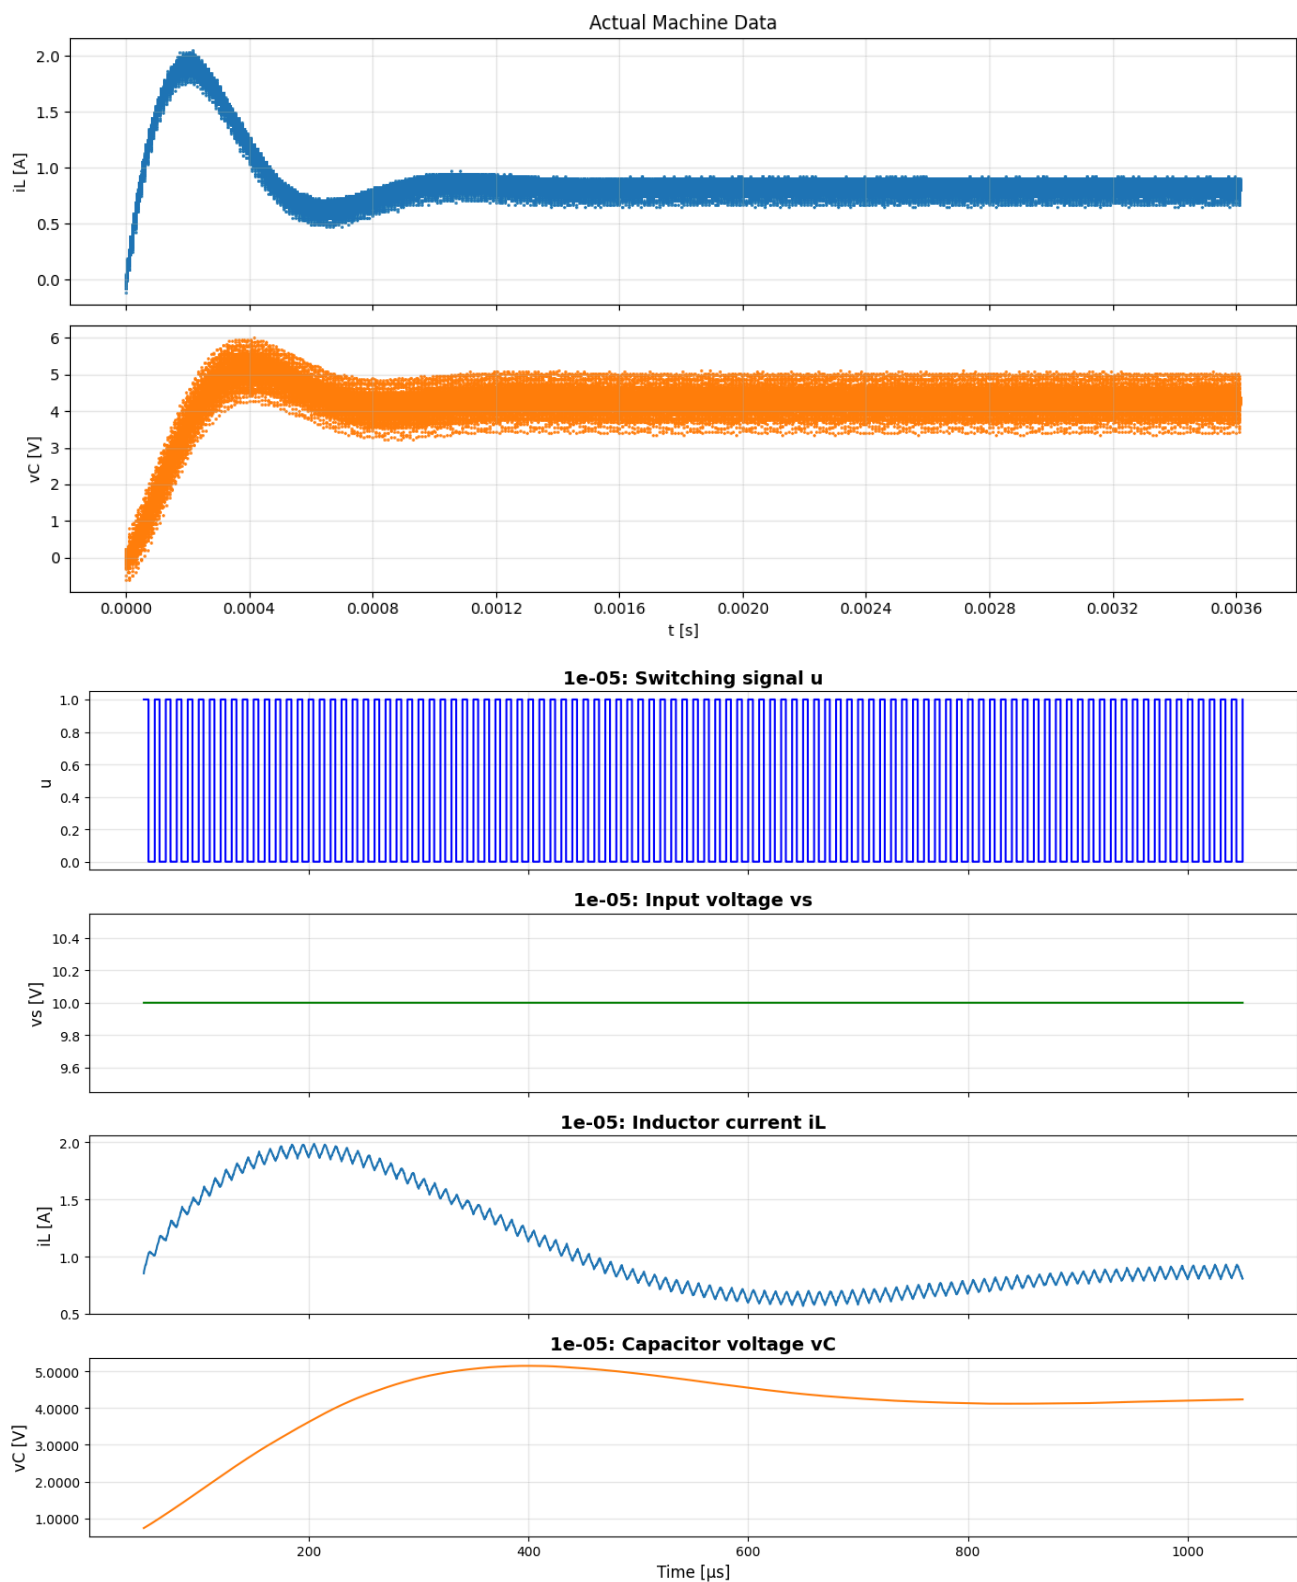 Actual Machine Data
2.0
1.5
1.0
0.5
0.0
iL [A]
6
5
4
3
2
1
0
vC [V]
0.0000 0.0004 0.0008 0.0012 0.0016 0.0020 0.0024 0.0028 0.0032 0.0036
t [s]
1e-05: Switching signal u
1.0
0.8
0.6
0.4
0.2
0.0
u
1e-05: Input voltage vs
10.4
10.2
10.0
9.8
9.6
vs [V]
1e-05: Inductor current iL
2.0
1.5
1.0
0.5
iL [A]
1e-05: Capacitor voltage vC
5.0000
4.0000
3.0000
2.0000
1.0000
vC [V]
200 400 600 800 1000
Time [µs]